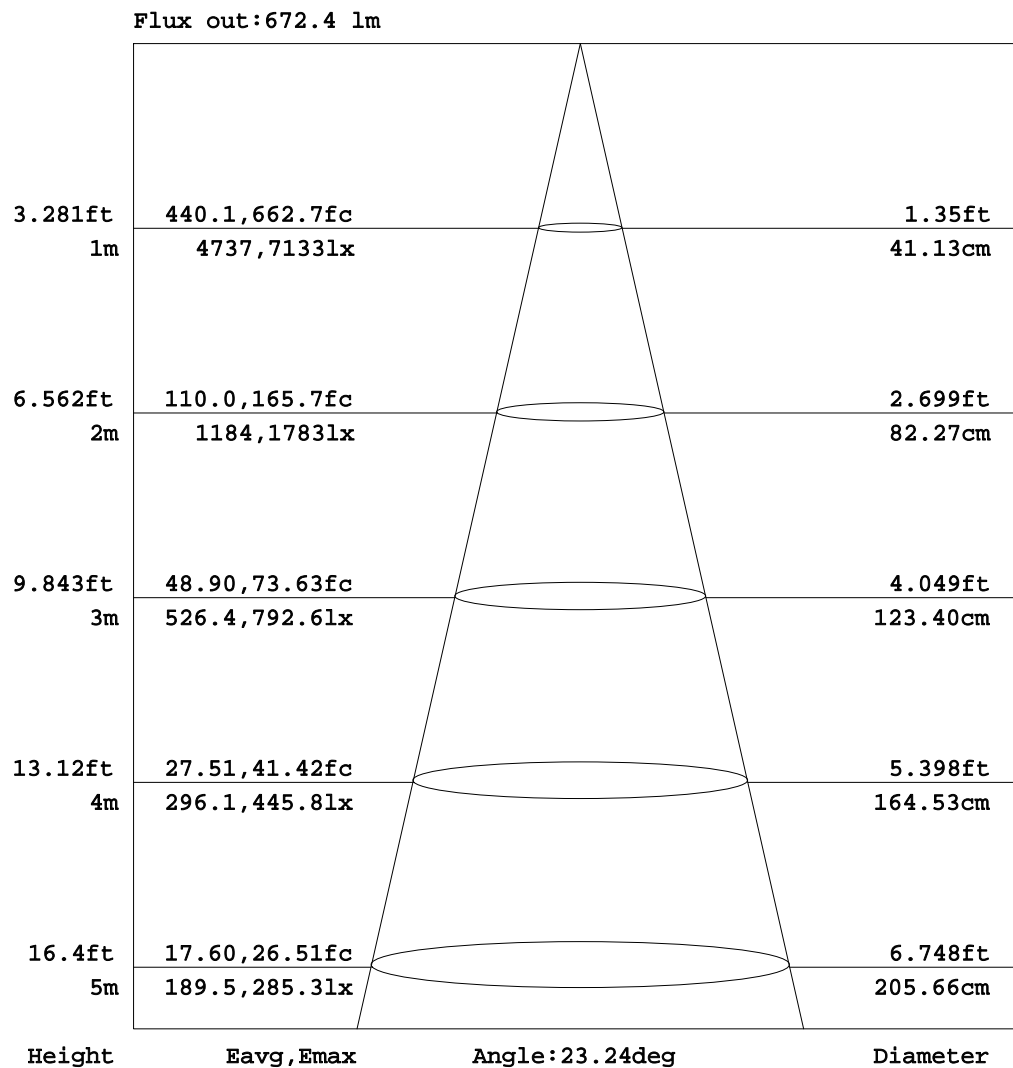 Flux out:672.4 lm
3.281ft 440.1,662.7fc 1.35ft
1m 4737,7133lx 41.13cm
6.562ft 110.0,165.7fc 2.699ft
2m 1184,1783lx 82.27cm
9.843ft 48.90,73.63fc 4.049ft
3m 526.4,792.6lx 123.40cm
13.12ft 27.51,41.42fc 5.398ft
4m 296.1,445.8lx 164.53cm
16.4ft 17.60,26.51fc 6.748ft
5m 189.5,285.3lx 205.66cm
Height Eavg,Emax Angle:23.24deg Diameter